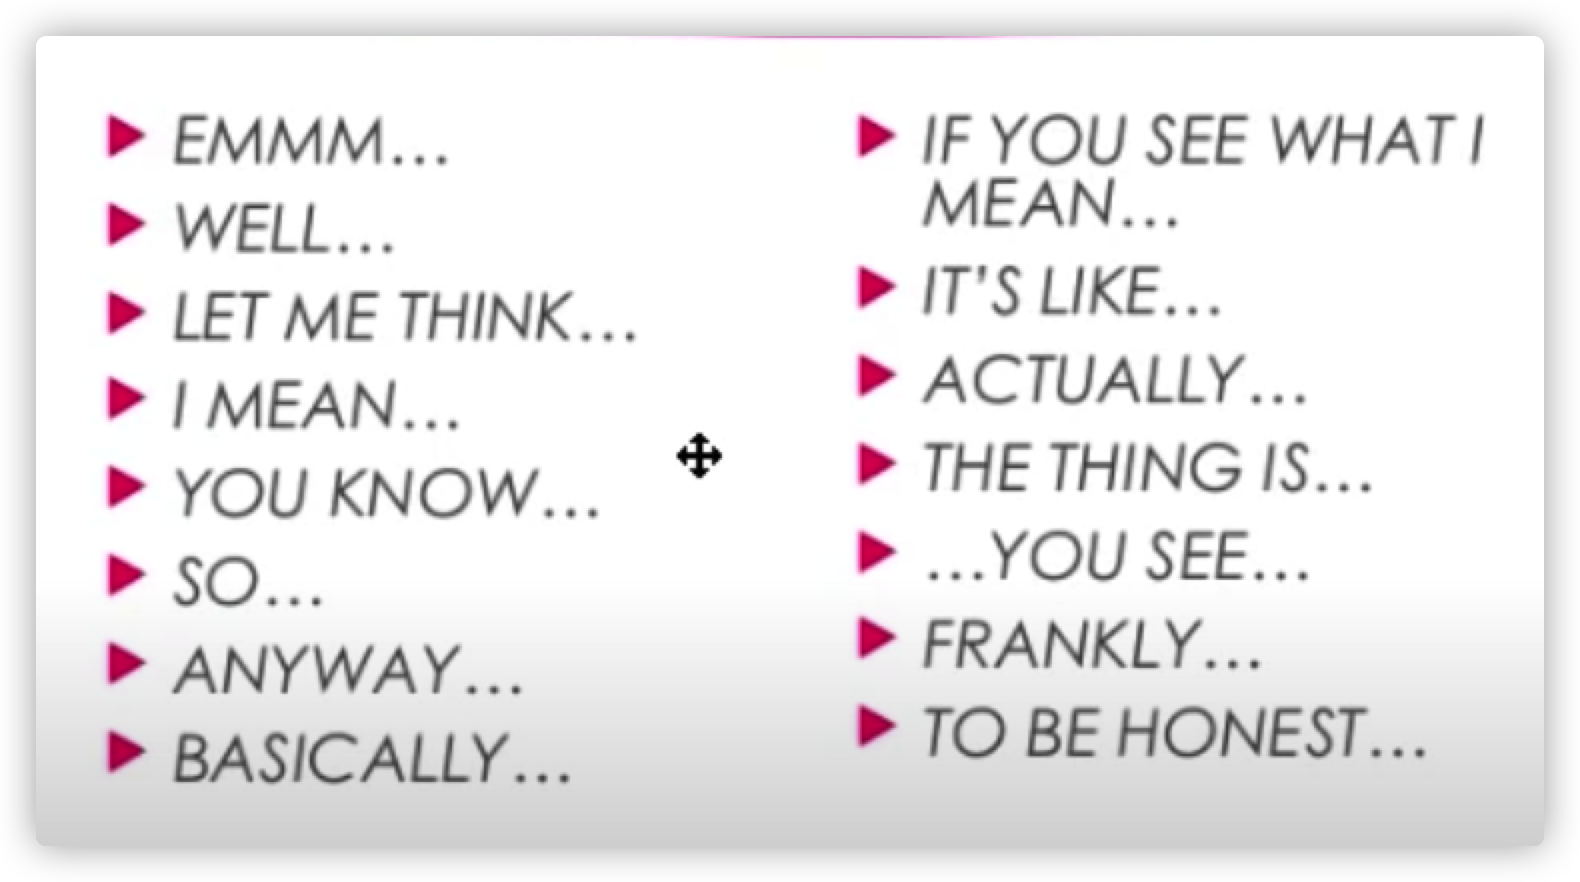 EMMM...
WELL...
LET ME THINK...
I MEAN...
YOU KNOW...
SO...
ANYWAY...
BASICALLY...
IF YOU SEE WHAT I
MEAN...
IT'S LIKE...
ACTUALLY...
THE THING IS...
...YOU SEE...
FRANKLY...
TO BE HONEST...